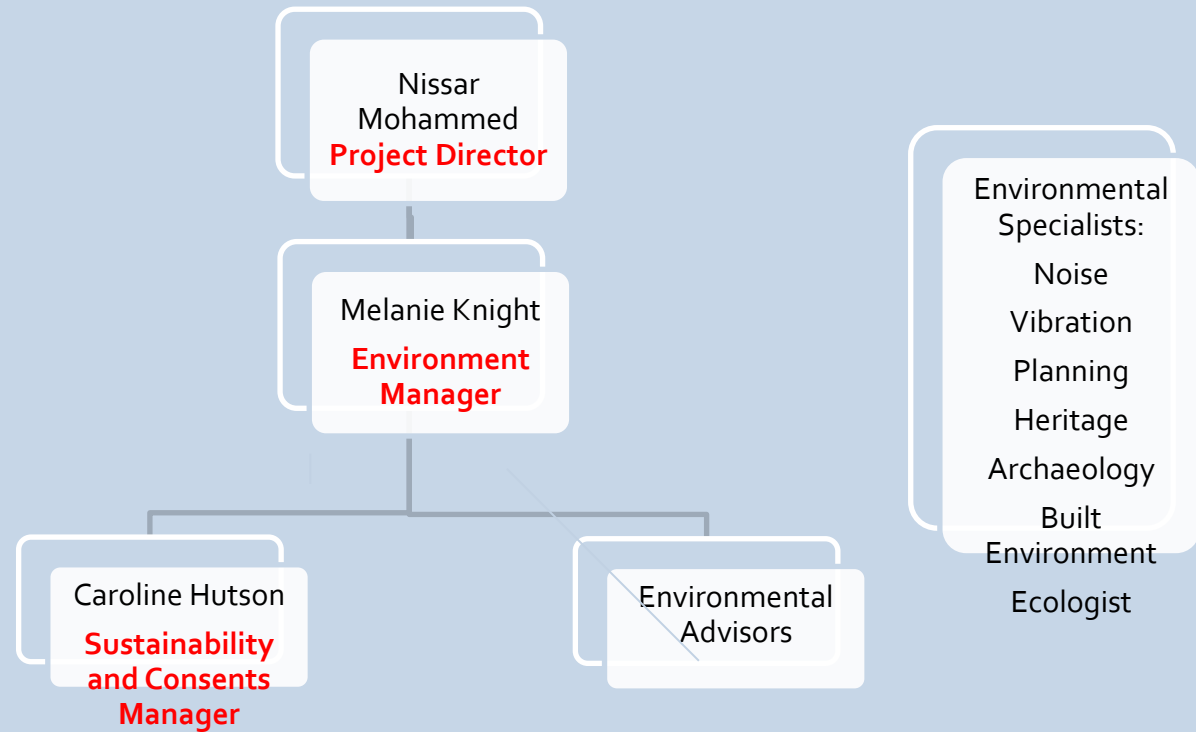 Nissar
Mohammed
Project Director
Melanie Knight
Environment
Manager
Caroline Hutson
Sustainability
and Consents
Manager
Environmental
Advisors
Environmental
Specialists:
Noise
Vibration
Planning
Heritage
Archaeology
Built
Environment
Ecologist